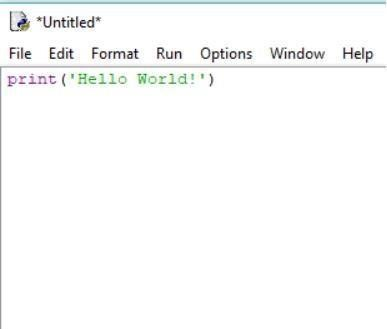 *Untitled*
File Edit Format Run Options Window Help
print('Hello World!')